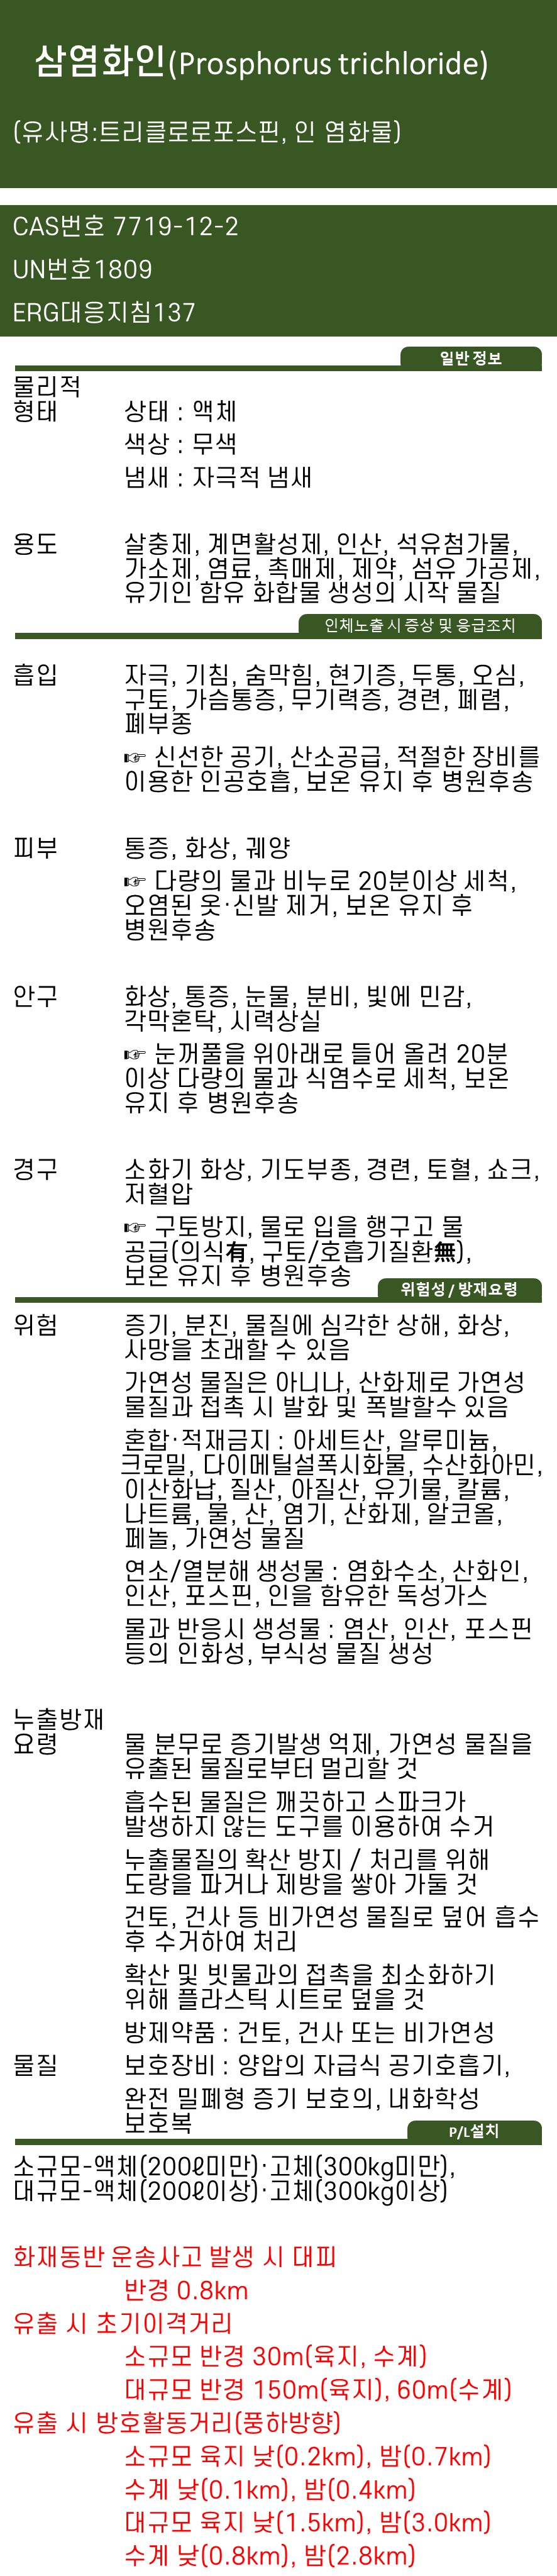 삼염화인(Prosphorus trichloride)
(유사명:트리클로로포스핀, 인 염화물)
CAS번호 7719-12-2
UN번호1809
ERG대응지침137
일반 정보
물리적
형태 상태 : 액체
색상 : 무색
냄새 : 자극적 냄새
용도 살충제, 계면활성제, 인산, 석유첨가물,
가소제, 염료, 촉매제, 제약, 섬유 가공제,
유기인 함유 화합물 생성의 시작 물질
인체노출 시 증상 및 응급조치
흡입 자극, 기침, 숨막힘, 현기증, 두통, 오심,
구토, 가슴통증, 무기력증, 경련, 폐렴,
폐부종
☞ 신선한 공기, 산소공급, 적절한 장비를
이용한 인공호흡, 보온 유지 후 병원후송
피부 통증, 화상, 궤양
☞ 다량의 물과 비누로 20분이상 세척,
오염된 옷·신발 제거, 보온 유지 후
병원후송
안구 화상, 통증, 눈물, 분비, 빛에 민감,
각막혼탁, 시력상실
☞ 눈꺼풀을 위아래로 들어 올려 20분
이상 다량의 물과 식염수로 세척, 보온
유지 후 병원후송
경구 소화기 화상, 기도부종, 경련, 토혈, 쇼크,
저혈압
☞ 구토방지, 물로 입을 행구고 물
공급(의식有, 구토/호흡기질환無),
보온 유지 후 병원후송
위험성 / 방재요령
위험 증기, 분진, 물질에 심각한 상해, 화상,
사망을 초래할 수 있음
가연성 물질은 아니나, 산화제로 가연성
물질과 접촉 시 발화 및 폭발할수 있음
혼합·적재금지 : 아세트산, 알루미늄,
크로밀, 다이메틸설폭시화물, 수산화아민,
이산화납, 질산, 아질산, 유기물, 칼륨,
나트륨, 물, 산, 염기, 산화제, 알코올,
페놀, 가연성 물질
연소/열분해 생성물 : 염화수소, 산화인,
인산, 포스핀, 인을 함유한 독성가스
물과 반응시 생성물 : 염산, 인산, 포스핀
등의 인화성, 부식성 물질 생성
누출방재
요령 물 분무로 증기발생 억제, 가연성 물질을
유출된 물질로부터 멀리할 것
흡수된 물질은 깨끗하고 스파크가
발생하지 않는 도구를 이용하여 수거
누출물질의 확산 방지 / 처리를 위해
도랑을 파거나 제방을 쌓아 가둘 것
건토, 건사 등 비가연성 물질로 덮어 흡수
후 수거하여 처리
확산 및 빗물과의 접촉을 최소화하기
위해 플라스틱 시트로 덮을 것
방제약품 : 건토, 건사 또는 비가연성
물질 보호장비 : 양압의 자급식 공기호흡기,
완전 밀폐형 증기 보호의, 내화학성
보호복
P/L설치
소규모-액체(200ℓ미만)·고체(300kg미만),
대규모-액체(200ℓ이상)·고체(300kg이상)
화재동반 운송사고 발생 시 대피
반경 0.8km
유출 시 초기이격거리
소규모 반경 30m(육지, 수계)
대규모 반경 150m(육지), 60m(수계)
유출 시 방호활동거리(풍하방향)
소규모 육지 낮(0.2km), 밤(0.7km)
수계 낮(0.1km), 밤(0.4km)
대규모 육지 낮(1.5km), 밤(3.0km)
수계 낮(0.8km), 밤(2.8km)